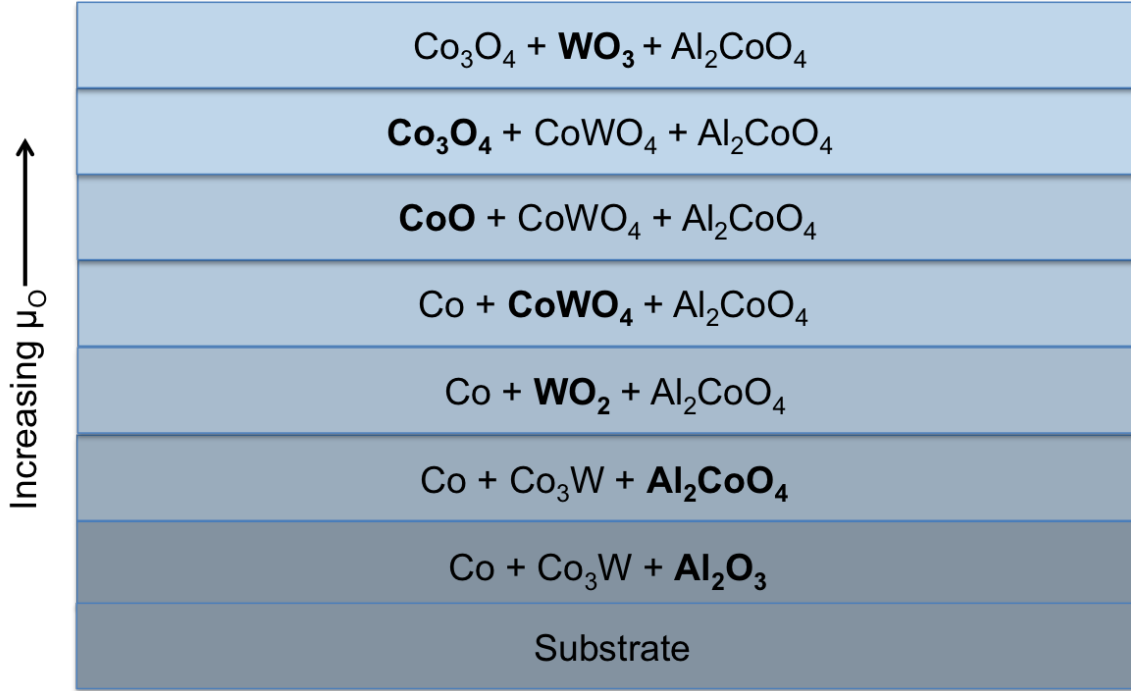 Co₃O₄ + WO₃ + Al₂CoO₄
Co₃O₄ + CoWO₄ + Al₂CoO₄
CoO + CoWO₄ + Al₂CoO₄
Co + CoWO₄ + Al₂CoO₄
Co + WO₂ + Al₂CoO₄
Co + Co₃W + Al₂CoO₄
Co + Co₃W + Al₂O₃
Substrate
Increasing μ_O